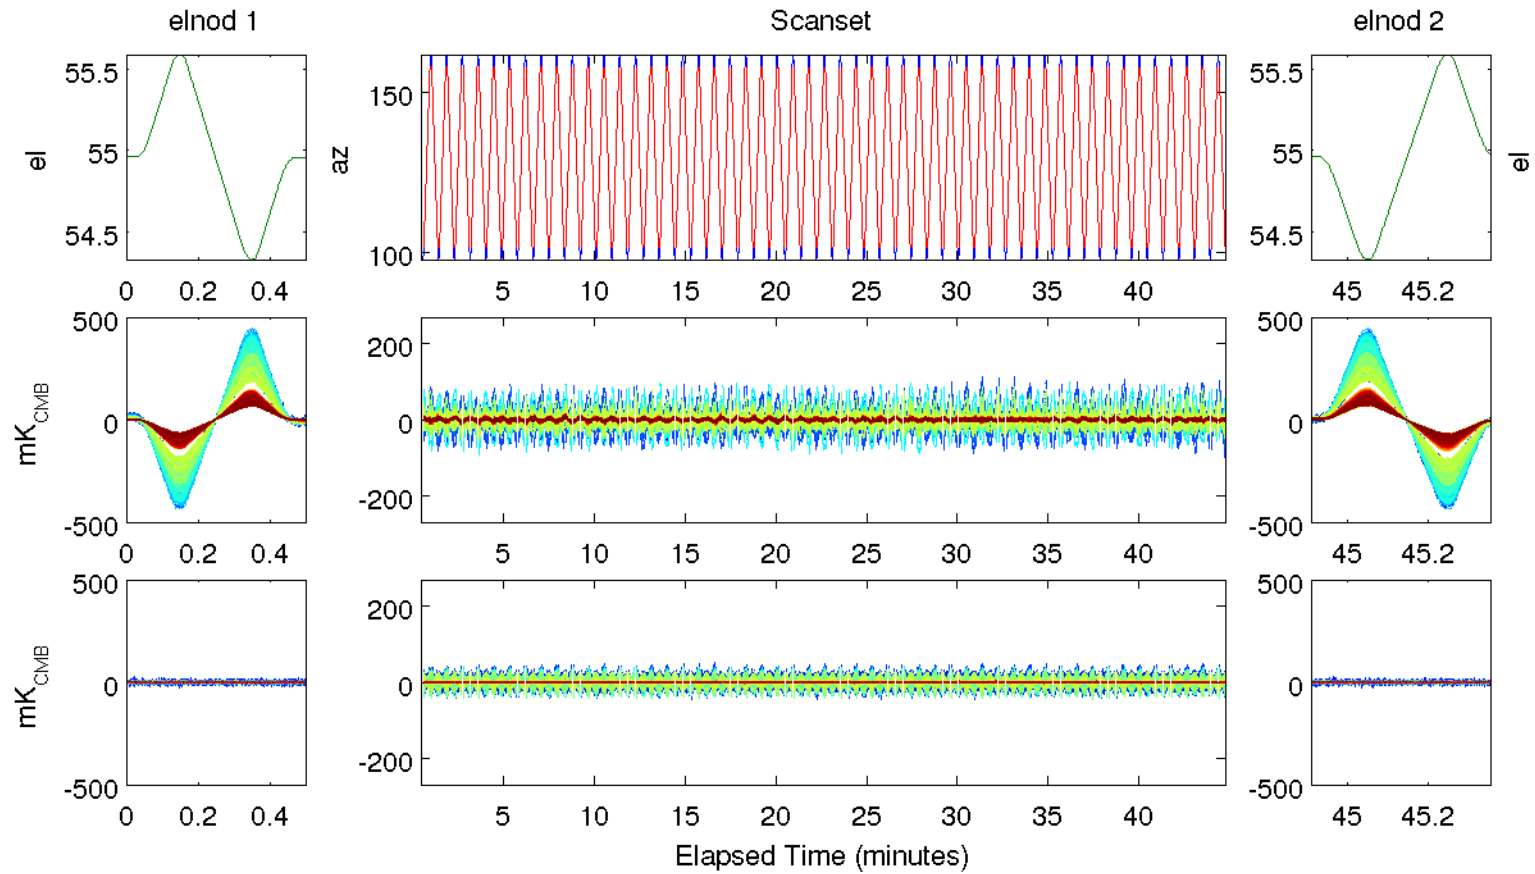 elnod 1 Scanset elnod 2
55.5 55 54.5 el
0 0.2 0.4
150 100 az
5 10 15 20 25 30 35 40
55.5 55 54.5 el
45 45.2
500 0 -500 mK_CMB
0 0.2 0.4
200 0 -200
5 10 15 20 25 30 35 40
500 0 -500
45 45.2
500 0 -500 mK_CMB
0 0.2 0.4
200 0 -200
5 10 15 20 25 30 35 40
500 0 -500
45 45.2
Elapsed Time (minutes)